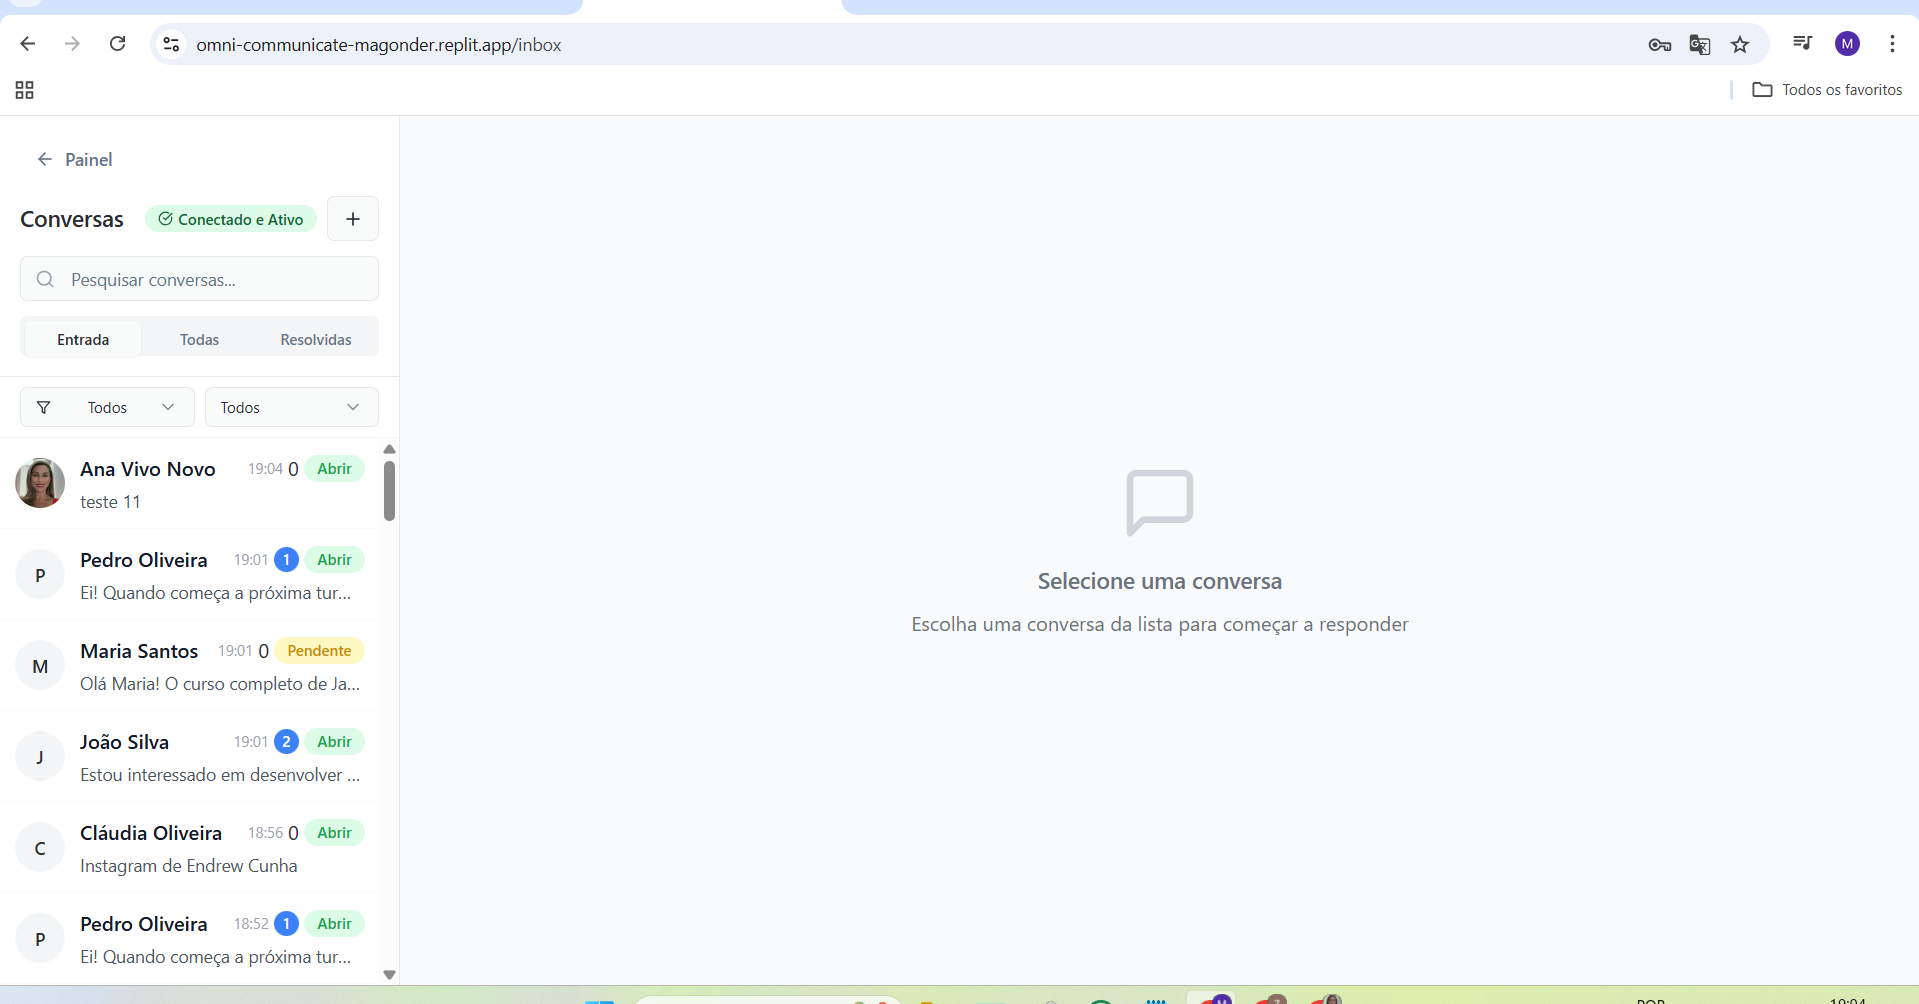 omni-communicate-magonder.replit.app/inbox
M
Todos os favoritos
Painel
Conversas
Conectado e Ativo
+
Pesquisar conversas...
Entrada
Todas
Resolvidas
Todos
Todos
Ana Vivo Novo 19:04 0 Abrir
teste 11
P
Pedro Oliveira 19:01 1 Abrir
Ei! Quando começa a próxima tur...
M
Maria Santos 19:01 0 Pendente
Olá Maria! O curso completo de Ja...
J
João Silva 19:01 2 Abrir
Estou interessado em desenvolver ...
C
Cláudia Oliveira 18:56 0 Abrir
Instagram de Endrew Cunha
P
Pedro Oliveira 18:52 1 Abrir
Ei! Quando começa a próxima tur...
Selecione uma conversa
Escolha uma conversa da lista para começar a responder